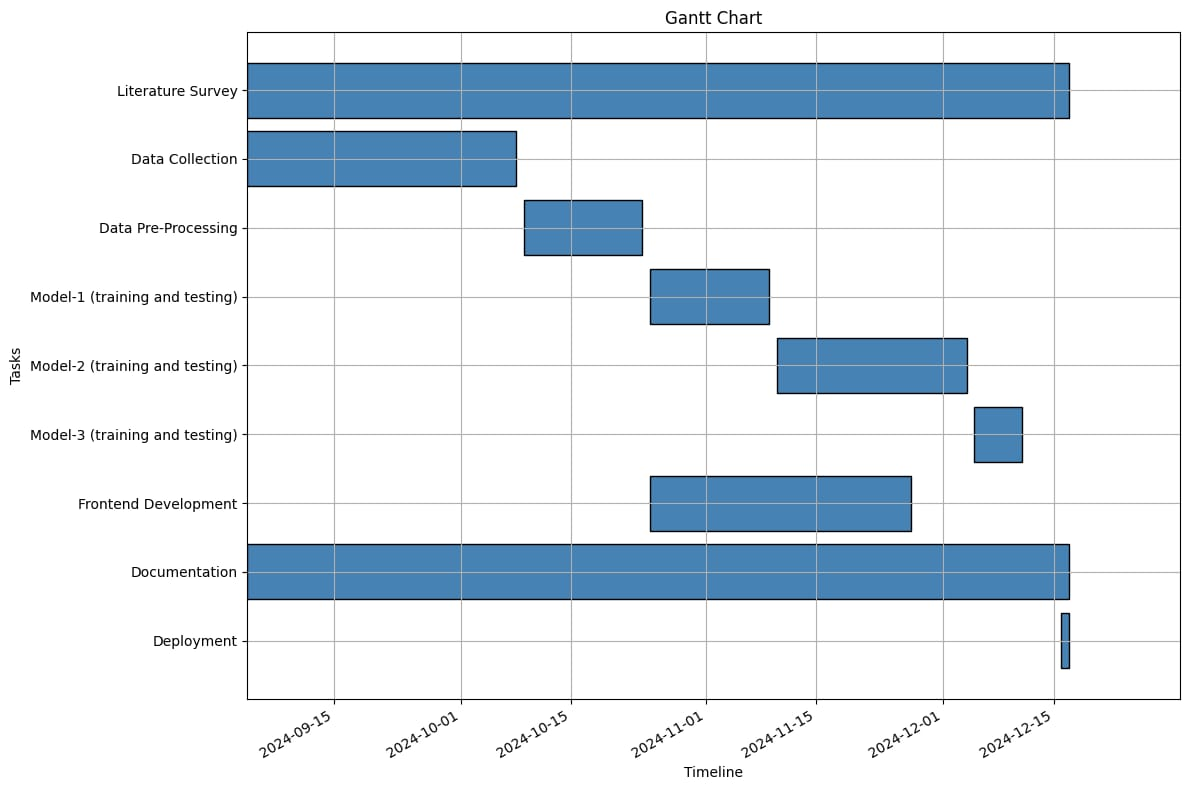 Gantt Chart
Literature Survey
Data Collection
Data Pre-Processing
Model-1 (training and testing)
Model-2 (training and testing)
Model-3 (training and testing)
Frontend Development
Documentation
Deployment
Tasks
2024-09-15
2024-10-01
2024-10-15
2024-11-01
2024-11-15
2024-12-01
2024-12-15
Timeline